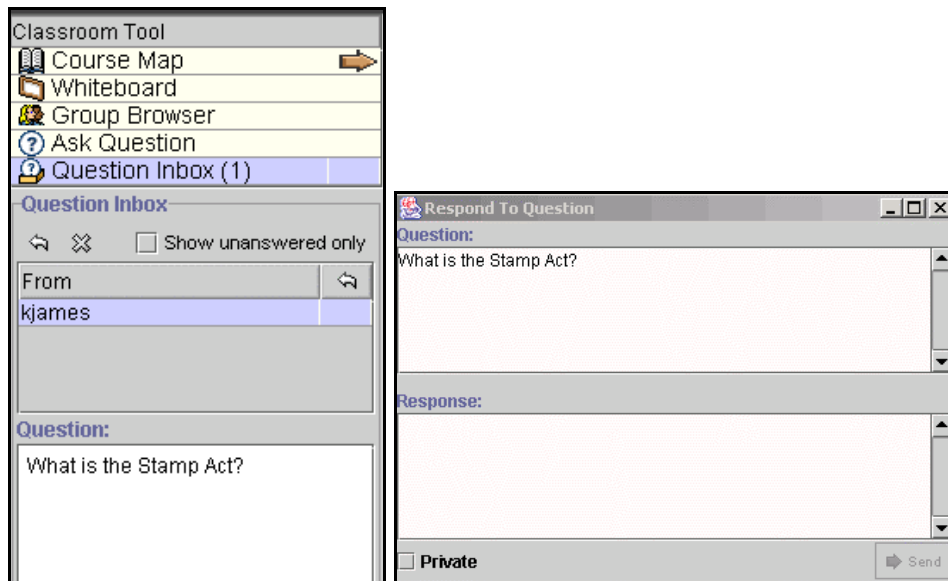 Classroom Tool
Course Map
Whiteboard
Group Browser
Ask Question
Question Inbox (1)
Question Inbox
Show unanswered only
From
kjames
Question:
What is the Stamp Act?
Respond To Question
Question:
What is the Stamp Act?
Response:
Private
Send